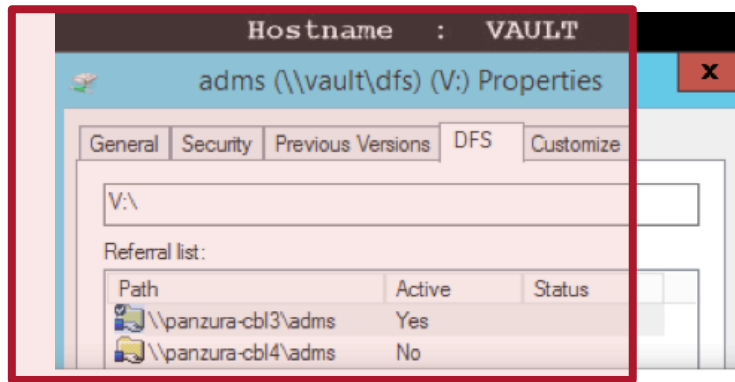 Hostname : VAULT
adms (\\vault\dfs) (V:) Properties
x
General Security Previous Versions DFS Customize
V:\
Referral list:
Path Active Status
\\panzura-cbl3\adms Yes
\\panzura-cbl4\adms No